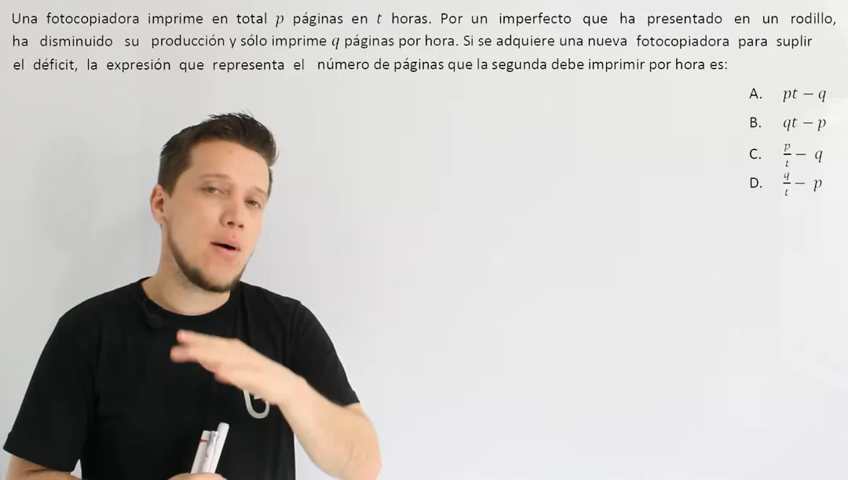 Una fotocopiadora imprime en total p páginas en t horas. Por un imperfecto que ha presentado en un rodillo,
ha disminuido su producción y sólo imprime q páginas por hora. Si se adquiere una nueva fotocopiadora para suplir
el déficit, la expresión que representa el número de páginas que la segunda debe imprimir por hora es:
A. pt − q
B. qt − p
C. p/t − q
D. q/t − p